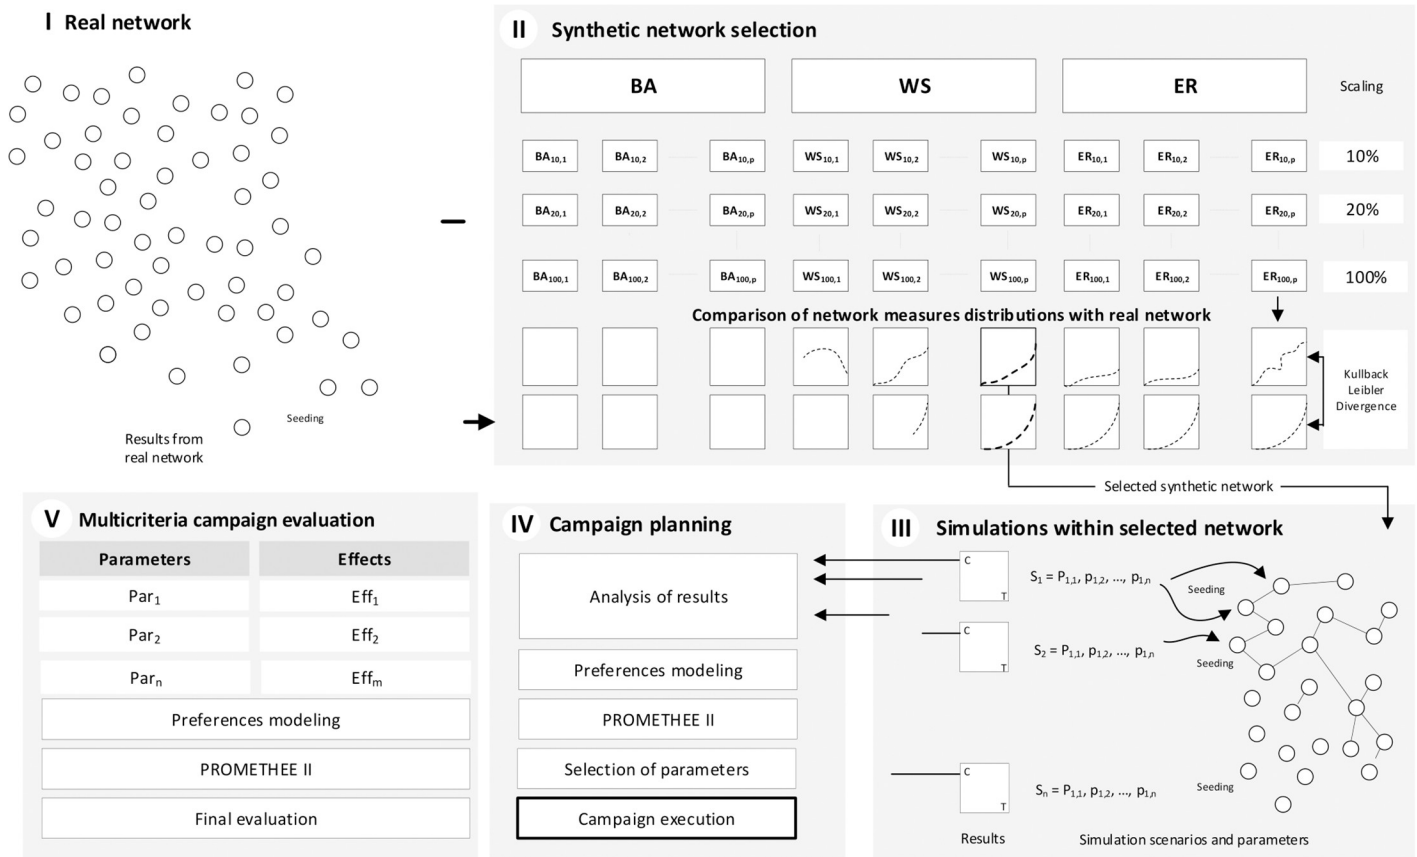 I Real network
Seeding
Results from
real network
II Synthetic network selection
BA WS ER Scaling
BA10,1 BA10,2 BA10,p WS10,1 WS10,2 WS10,p ER10,1 ER10,2 ER10,p 10%
BA20,1 BA20,2 BA20,p WS20,1 WS20,2 WS20,p ER20,1 ER20,2 ER20,p 20%
BA100,1 BA100,2 BA100,p WS100,1 WS100,2 WS100,p ER100,1 ER100,2 ER100,p 100%
Comparison of network measures distributions with real network
Kullback
Leibler
Divergence
Selected synthetic network
III Simulations within selected network
C
T
S1 = P1,1, p1,2, ..., p1,n
Seeding
C
T
S2 = P1,1, p1,2, ..., p1,n
Seeding
C
T
Sn = P1,1, p1,2, ..., p1,n
Seeding
Results
Simulation scenarios and parameters
IV Campaign planning
Analysis of results
Preferences modeling
PROMETHEE II
Selection of parameters
Campaign execution
V Multicriteria campaign evaluation
Parameters Effects
Par1 Eff1
Par2 Eff2
Parn Effm
Preferences modeling
PROMETHEE II
Final evaluation